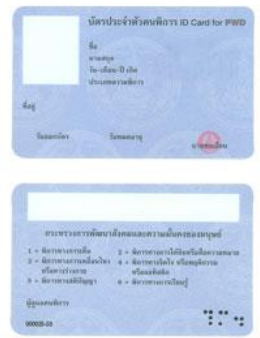 บัตรประจำตัวคนพิการ ID Card for PWD
ชื่อ
นามสกุล
วัน-เดือน-ปี เกิด
ประเภทความพิการ
ที่อยู่
วันออกบัตร วันหมดอายุ
นายทะเบียน
กระทรวงการพัฒนาสังคมและความมั่นคงของมนุษย์
1 = พิการทางการเห็น 2 = พิการทางการได้ยินหรือสื่อความหมาย
3 = พิการทางการเคลื่อนไหว 4 = พิการทางจิตใจ หรือพฤติกรรม
หรือทางร่างกาย หรือออทิสติก
5 = พิการทางสติปัญญา 6 = พิการทางการเรียนรู้
ผู้ดูแลคนพิการ